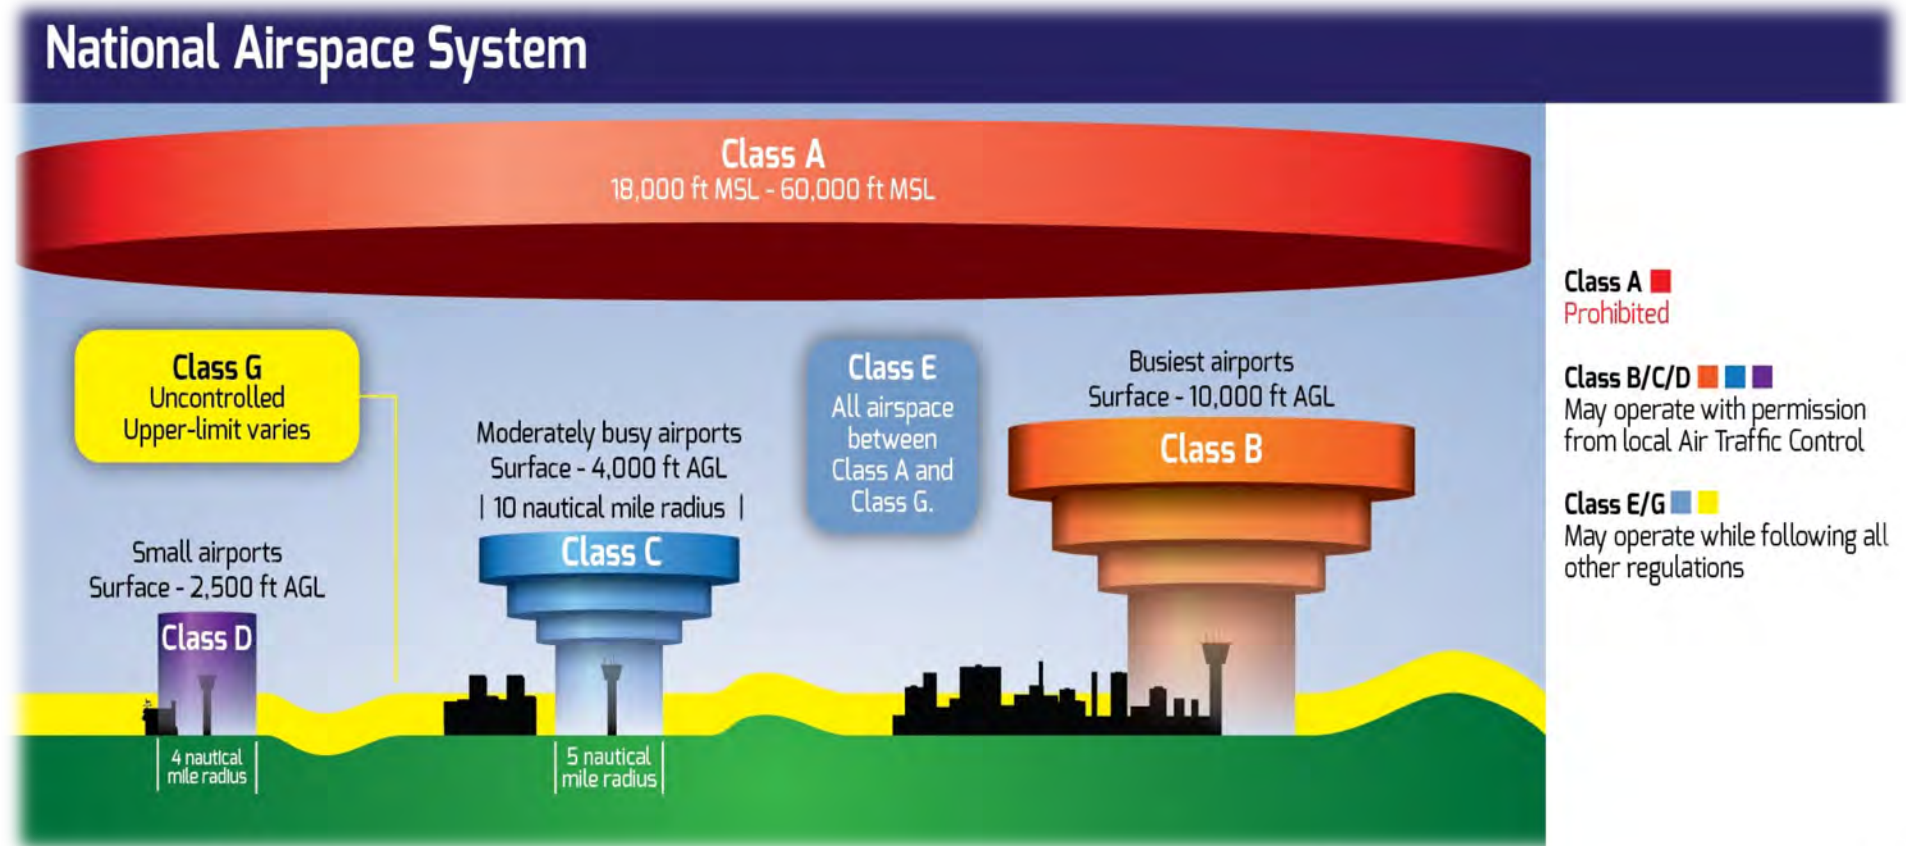 National Airspace System
Class A
18,000 ft MSL - 60,000 ft MSL
Class G
Uncontrolled
Upper-limit varies
Small airports
Surface - 2,500 ft AGL
Class D
4 nautical
mile radius
Moderately busy airports
Surface - 4,000 ft AGL
| 10 nautical mile radius |
Class C
5 nautical
mile radius
Class E
All airspace
between
Class A and
Class G.
Busiest airports
Surface - 10,000 ft AGL
Class B
Class A
Prohibited
Class B/C/D
May operate with permission
from local Air Traffic Control
Class E/G
May operate while following all
other regulations